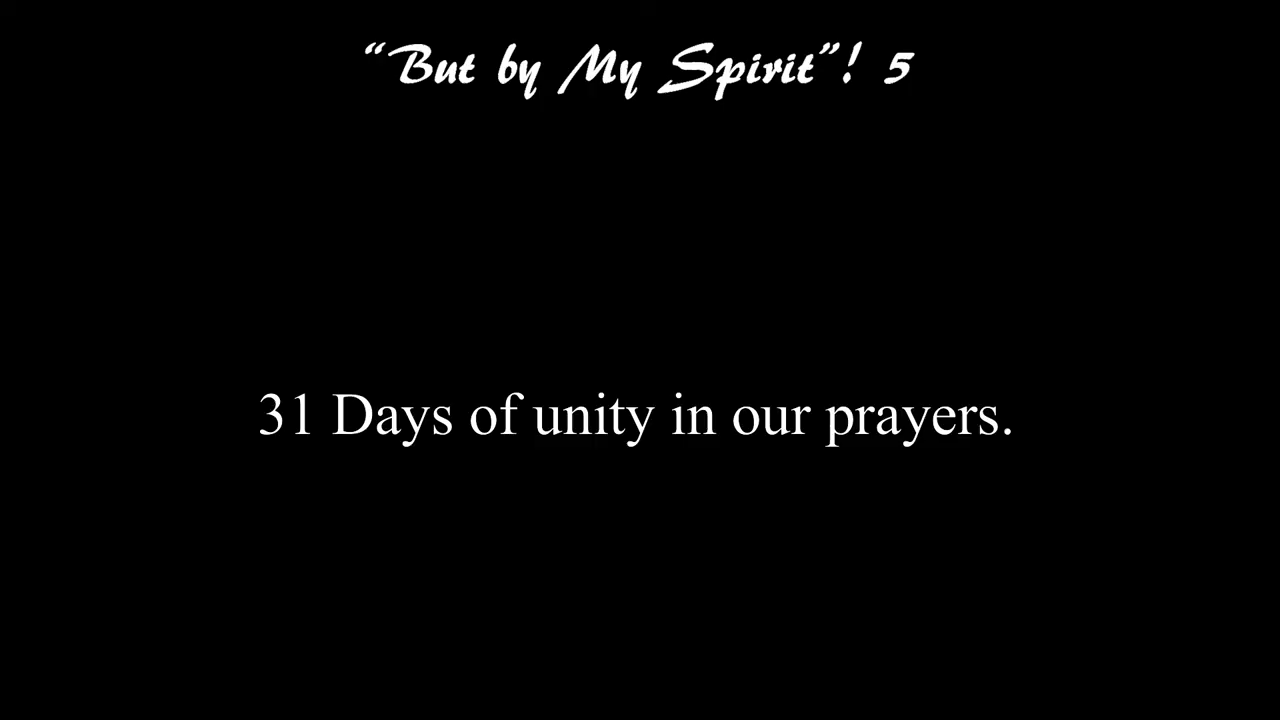 “But by My Spirit”! 5
31 Days of unity in our prayers.